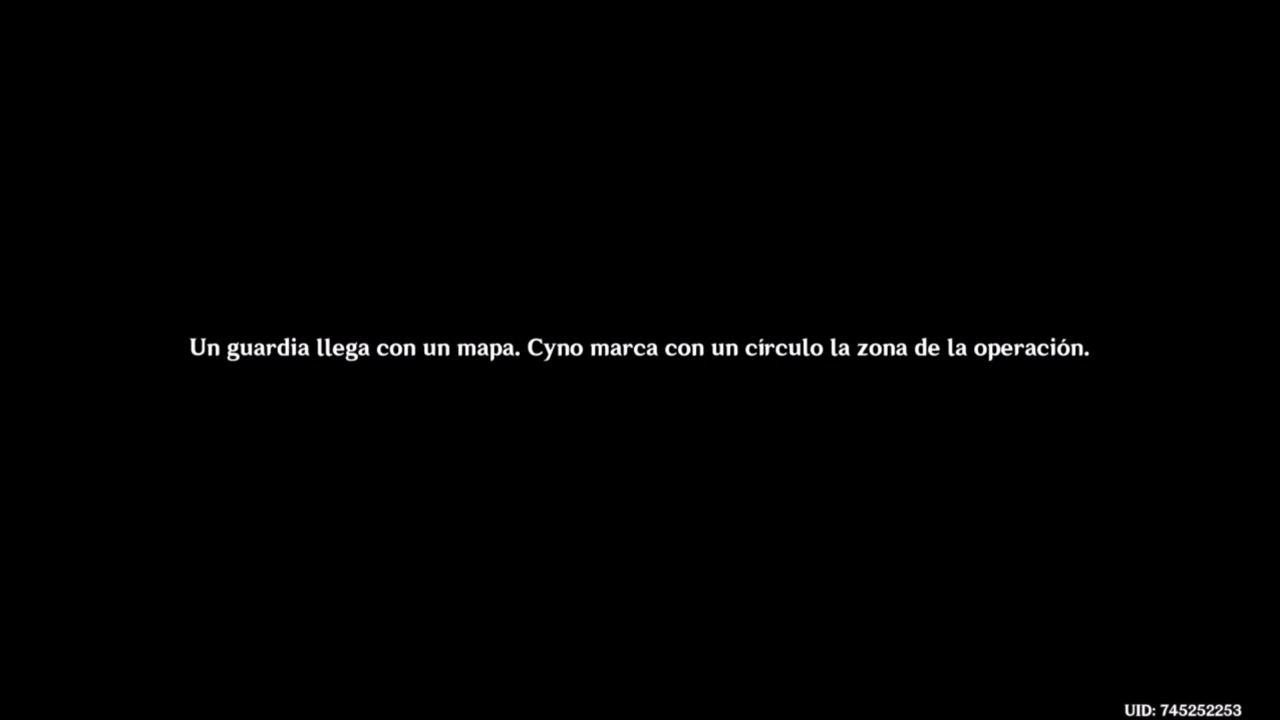 Un guardia llega con un mapa. Cyno marca con un círculo la zona de la operación.
UID: 745252253